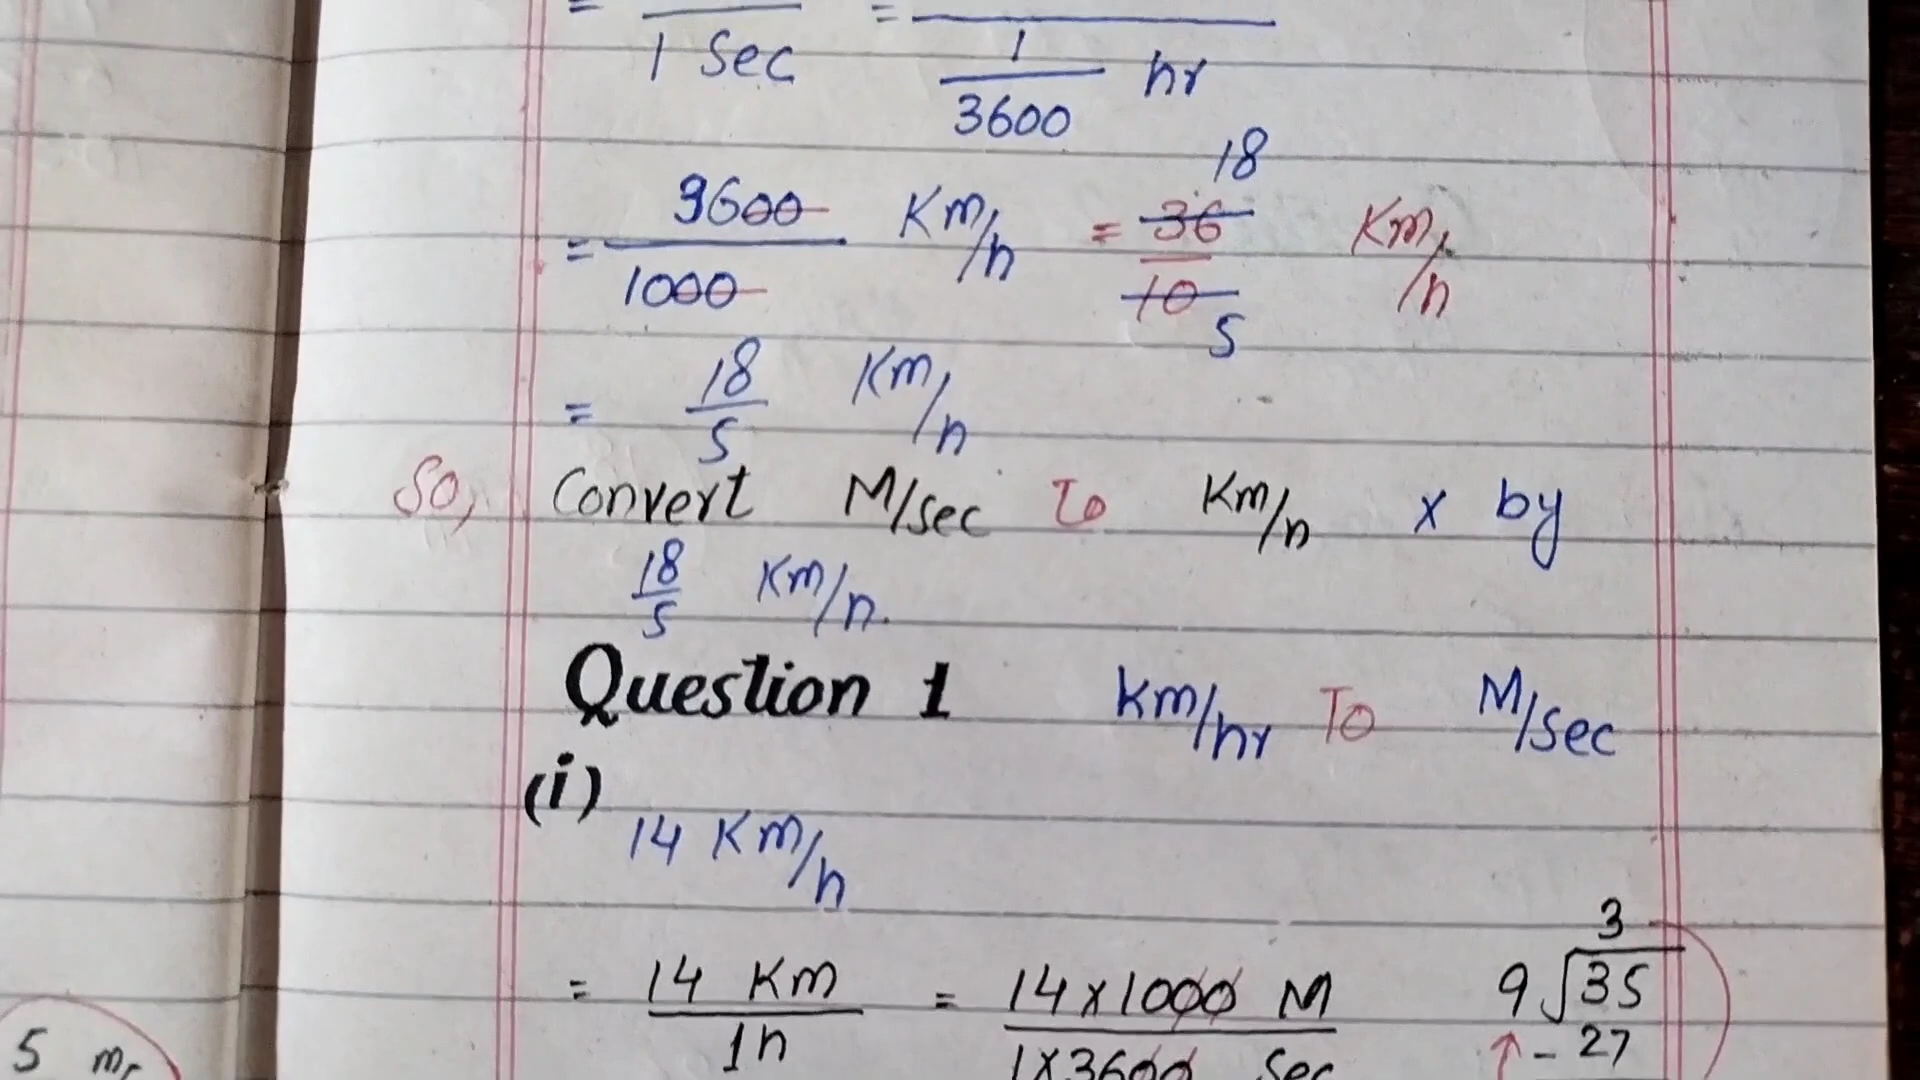 = =
1 Sec 1/3600 hr
= 3600/1000 Km/h = 36/10 Km/h
18
5
= 18/5 Km/h
So, Convert M/sec To Km/h x by
18/5 Km/h.
Question 1 Km/hr To M/sec
(i)
14 Km/h
= 14 Km/1h = 14x1000 M/1x3600 Sec
3
9 √35
↑ - 27
5